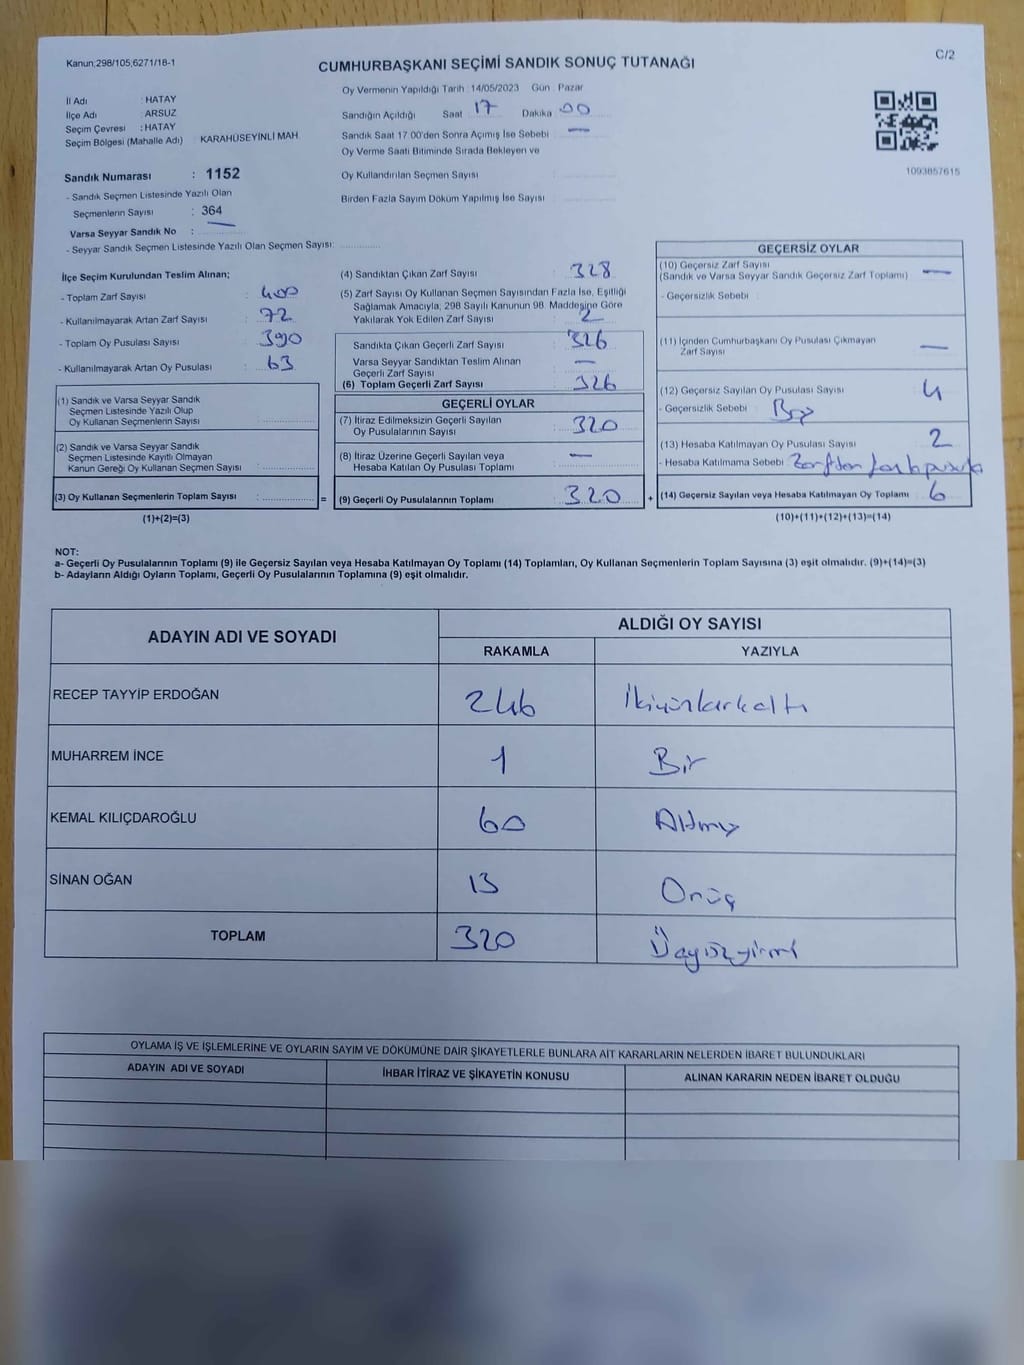 Kanun;298/105;6271/18-1
C/2
CUMHURBAŞKANI SEÇİMİ SANDIK SONUÇ TUTANAĞI
İl Adı : HATAY
İlçe Adı : ARSUZ
Seçim Çevresi : HATAY
Seçim Bölgesi (Mahalle Adı) KARAHÜSEYİNLİ MAH.
Oy Vermenin Yapıldığı Tarih : 14/05/2023 Gün : Pazar
Sandığın Açıldığı Saat 17 Dakika 00
Sandık Saat 17 00'den Sonra Açımış İse Sebebi : —
Oy Verme Saati Bitiminde Sırada Bekleyen ve
Oy Kullandırılan Seçmen Sayısı :
Birden Fazla Sayım Döküm Yapılmış İse Sayısı :
1093857615
Sandık Numarası : 1152
- Sandık Seçmen Listesinde Yazılı Olan
Seçmenlerin Sayısı : 364
Varsa Seyyar Sandık No : —
- Seyyar Sandık Seçmen Listesinde Yazılı Olan Seçmen Sayısı:
İlçe Seçim Kurulundan Teslim Alınan;
- Toplam Zarf Sayısı : 400
- Kullanılmayarak Artan Zarf Sayısı : 72
- Toplam Oy Pusulası Sayısı : 390
- Kullanılmayarak Artan Oy Pusulası : 63
(1) Sandık ve Varsa Seyyar Sandık
Seçmen Listesinde Yazılı Olup
Oy Kullanan Seçmenlerin Sayısı :
(2) Sandık ve Varsa Seyyar Sandık
Seçmen Listesinde Kayıtlı Olmayan
Kanun Gereği Oy Kullanan Seçmen Sayısı :
(3) Oy Kullanan Seçmenlerin Toplam Sayısı : =
(1)+(2)=(3)
(4) Sandıktan Çıkan Zarf Sayısı : 328
(5) Zarf Sayısı Oy Kullanan Seçmen Sayısından Fazla İse, Eşitliği
Sağlamak Amacıyla, 298 Sayılı Kanunun 98. Maddesine Göre
Yakılarak Yok Edilen Zarf Sayısı : 2
Sandıkta Çıkan Geçerli Zarf Sayısı : 326
Varsa Seyyar Sandıktan Teslim Alınan
Geçerli Zarf Sayısı : —
(6) Toplam Geçerli Zarf Sayısı : 326
GEÇERLİ OYLAR
(7) İtiraz Edilmeksizin Geçerli Sayılan
Oy Pusulalarının Sayısı : 320
(8) İtiraz Üzerine Geçerli Sayılan veya
Hesaba Katılan Oy Pusulası Toplamı : —
(9) Geçerli Oy Pusulalarının Toplamı : 320 +
GEÇERSİZ OYLAR
(10) Geçersiz Zarf Sayısı
(Sandık ve Varsa Seyyar Sandık Geçersiz Zarf Toplamı) —
- Geçersizlik Sebebi :
(11) İçinden Cumhurbaşkanı Oy Pusulası Çıkmayan
Zarf Sayısı —
(12) Geçersiz Sayılan Oy Pusulası Sayısı : 4
- Geçersizlik Sebebi : Boş
(13) Hesaba Katılmayan Oy Pusulası Sayısı : 2
- Hesaba Katılmama Sebebi :
(14) Geçersiz Sayılan veya Hesaba Katılmayan Oy Toplamı : 6
(10)+(11)+(12)+(13)=(14)
NOT:
a- Geçerli Oy Pusulalarının Toplamı (9) ile Geçersiz Sayılan veya Hesaba Katılmayan Oy Toplamı (14) Toplamları, Oy Kullanan Seçmenlerin Toplam Sayısına (3) eşit olmalıdır. (9)+(14)=(3)
b- Adayların Aldığı Oyların Toplamı, Geçerli Oy Pusulalarının Toplamına (9) eşit olmalıdır.
ADAYIN ADI VE SOYADI
ALDIĞI OY SAYISI
RAKAMLA YAZIYLA
RECEP TAYYİP ERDOĞAN 246 İkiyüzkırkaltı
MUHARREM İNCE 1 Bir
KEMAL KILIÇDAROĞLU 60 Altmış
SİNAN OĞAN 13 Onüç
TOPLAM 320 Üçyüzyirmi
OYLAMA İŞ VE İŞLEMLERİNE VE OYLARIN SAYIM VE DÖKÜMÜNE DAİR ŞİKAYETLERLE BUNLARA AİT KARARLARIN NELERDEN İBARET BULUNDUKLARI
ADAYIN ADI VE SOYADI İHBAR İTİRAZ VE ŞİKAYETİN KONUSU ALINAN KARARIN NEDEN İBARET OLDUĞU